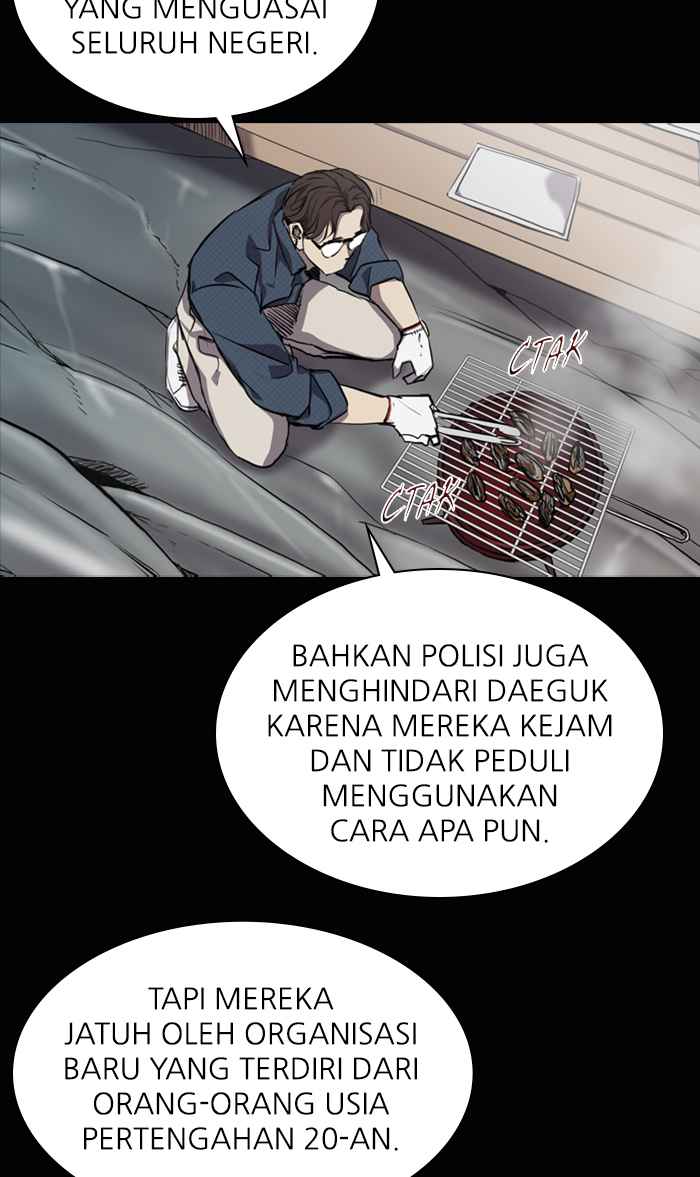 YANG MENGUASAI
SELURUH NEGERI.
CTAK
CTAK
BAHKAN POLISI JUGA
MENGHINDARI DAEGUK
KARENA MEREKA KEJAM
DAN TIDAK PEDULI
MENGGUNAKAN
CARA APA PUN.
TAPI MEREKA
JATUH OLEH ORGANISASI
BARU YANG TERDIRI DARI
ORANG-ORANG USIA
PERTENGAHAN 20-AN.